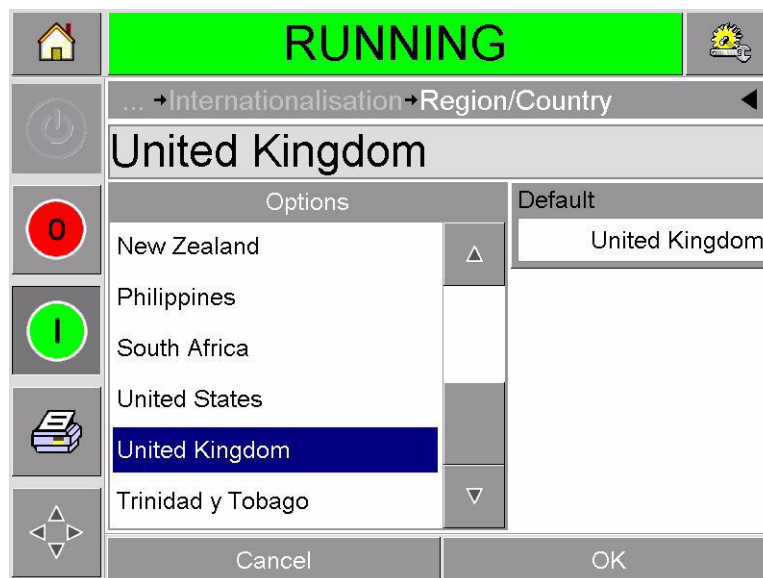 RUNNING
... →Internationalisation→Region/Country
United Kingdom
Options
Default
New Zealand
United Kingdom
Philippines
South Africa
United States
United Kingdom
Trinidad y Tobago
0
I
Cancel
OK